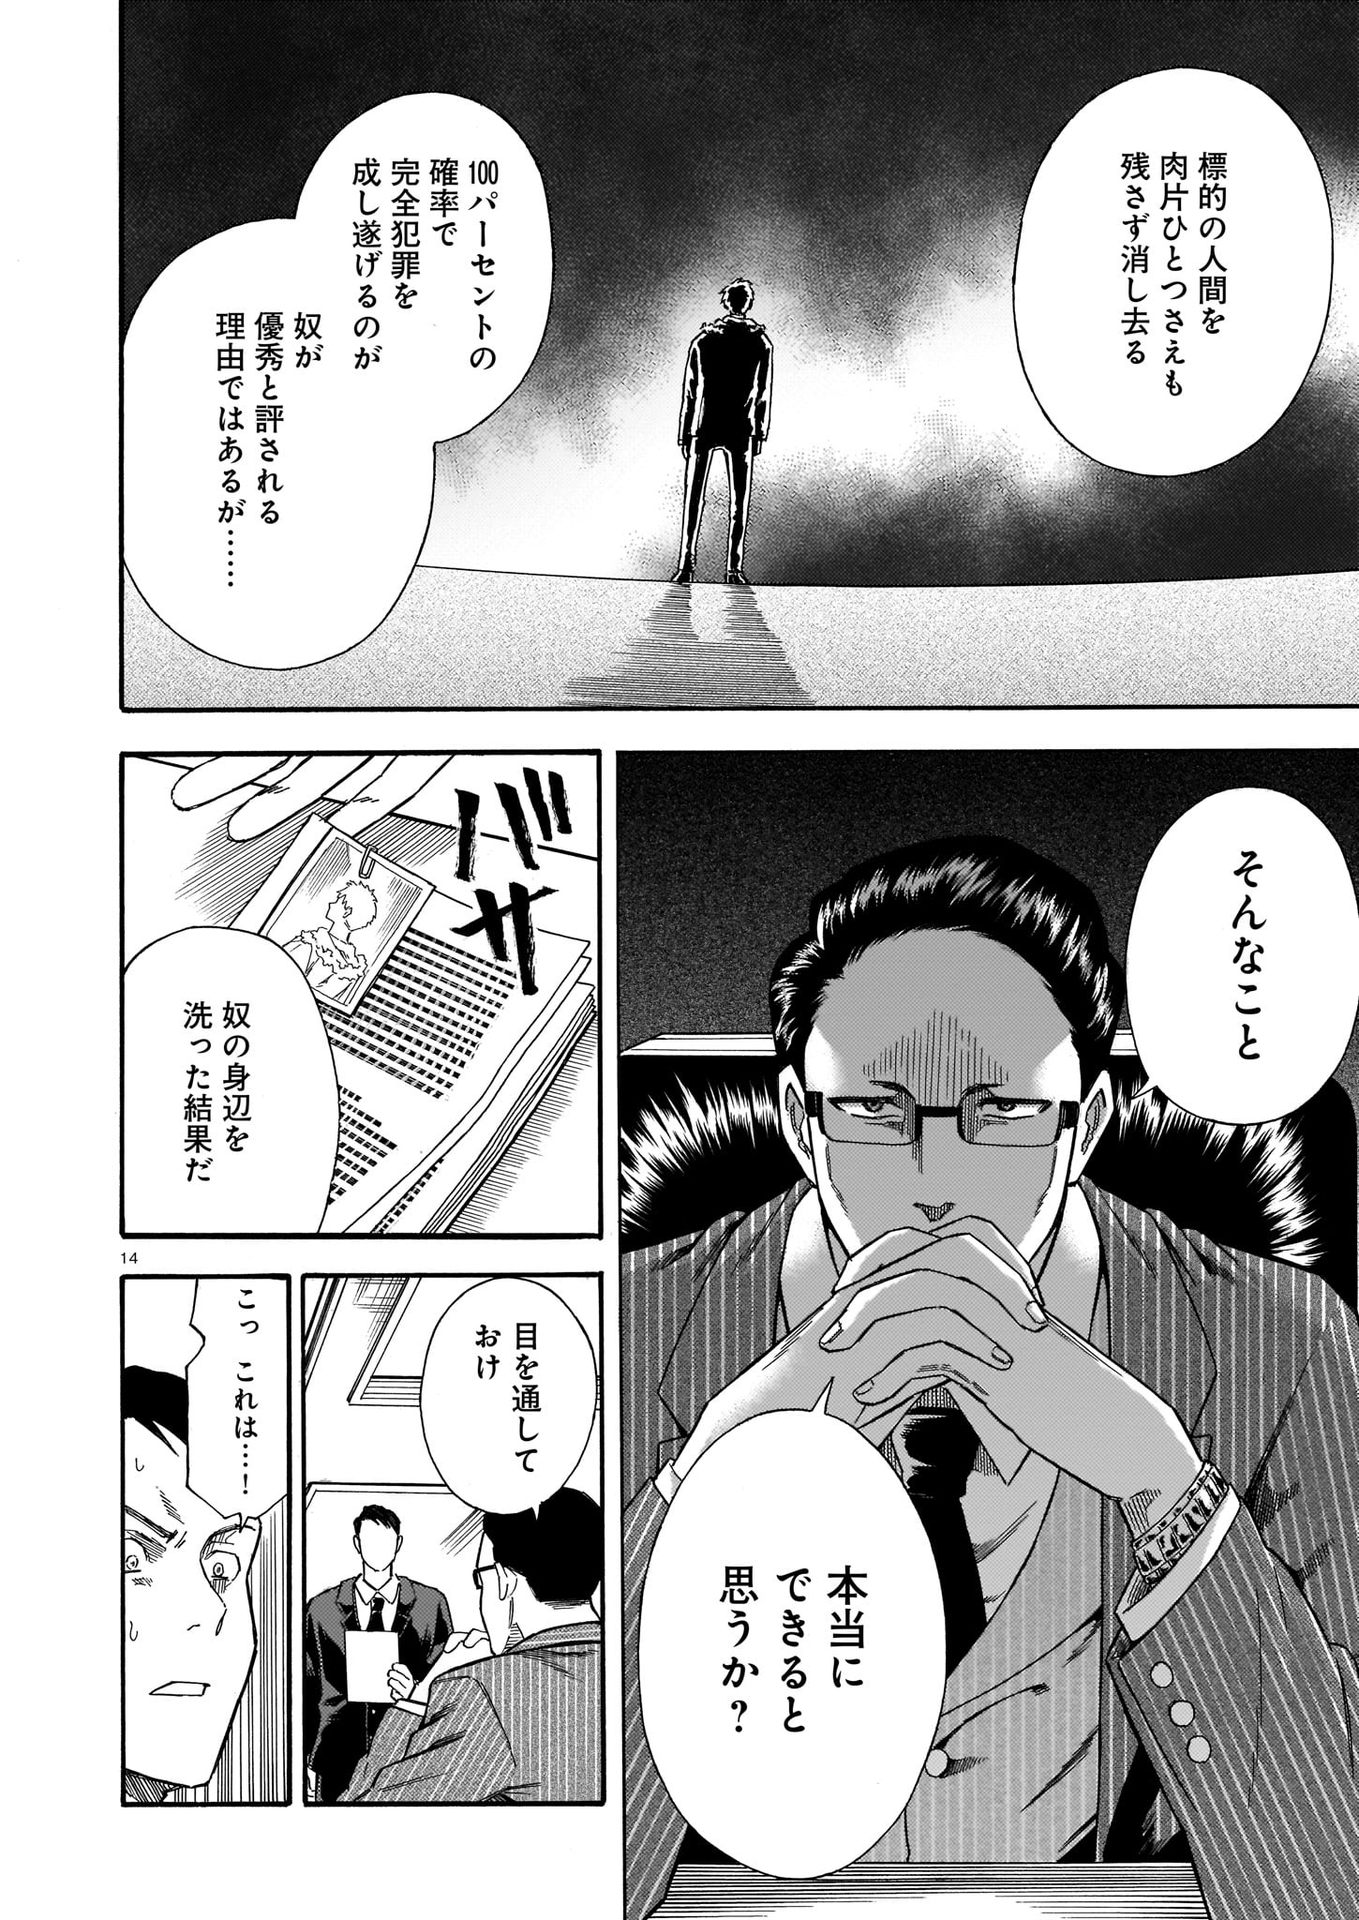 標的の人間を
肉片ひとつさえも
残さず消し去る
100パーセントの
確率で
完全犯罪を
成し遂げるのが
奴が
優秀と評される
理由ではあるが……
そんなこと
本当に
できると
思うか?
バサ
奴の身辺を
洗った結果だ
目を通して
おけ
こっ これは…!
14